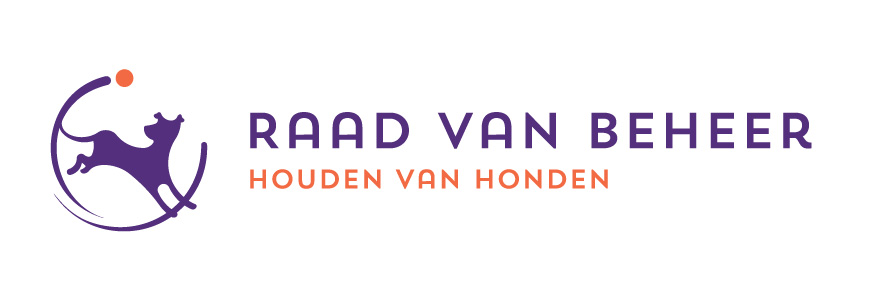 RAAD VAN BEHEER
HOUDEN VAN HONDEN